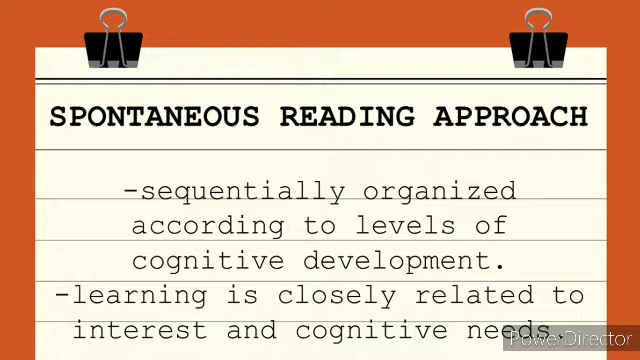 SPONTANEOUS READING APPROACH
-sequentially organized
according to levels of
cognitive development.
-learning is closely related to
interest and cognitive needs.
PowerDirector